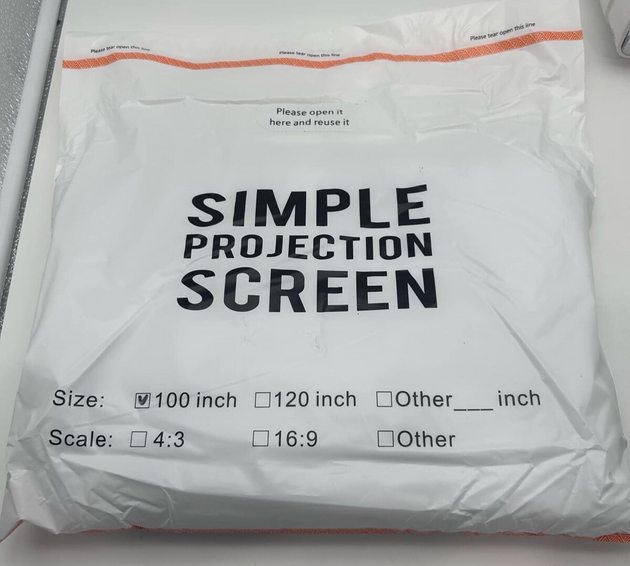 Please tear open this line Please tear open this line Please tear open this line
Please open it
here and reuse it
SIMPLE
PROJECTION
SCREEN
Size: ☑100 inch ☐120 inch ☐Other___ inch
Scale: ☐ 4:3 ☐ 16:9 ☐Other